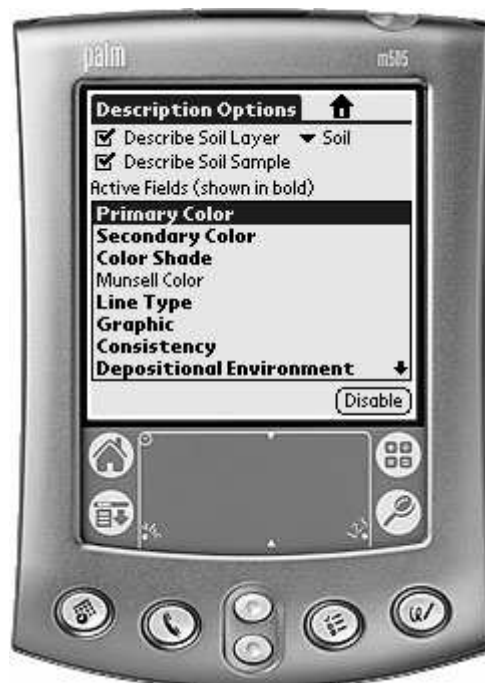 palm m505
Description Options
Describe Soil Layer Soil
Describe Soil Sample
Active Fields (shown in bold)
Primary Color
Secondary Color
Color Shade
Munsell Color
Line Type
Graphic
Consistency
Depositional Environment
Disable